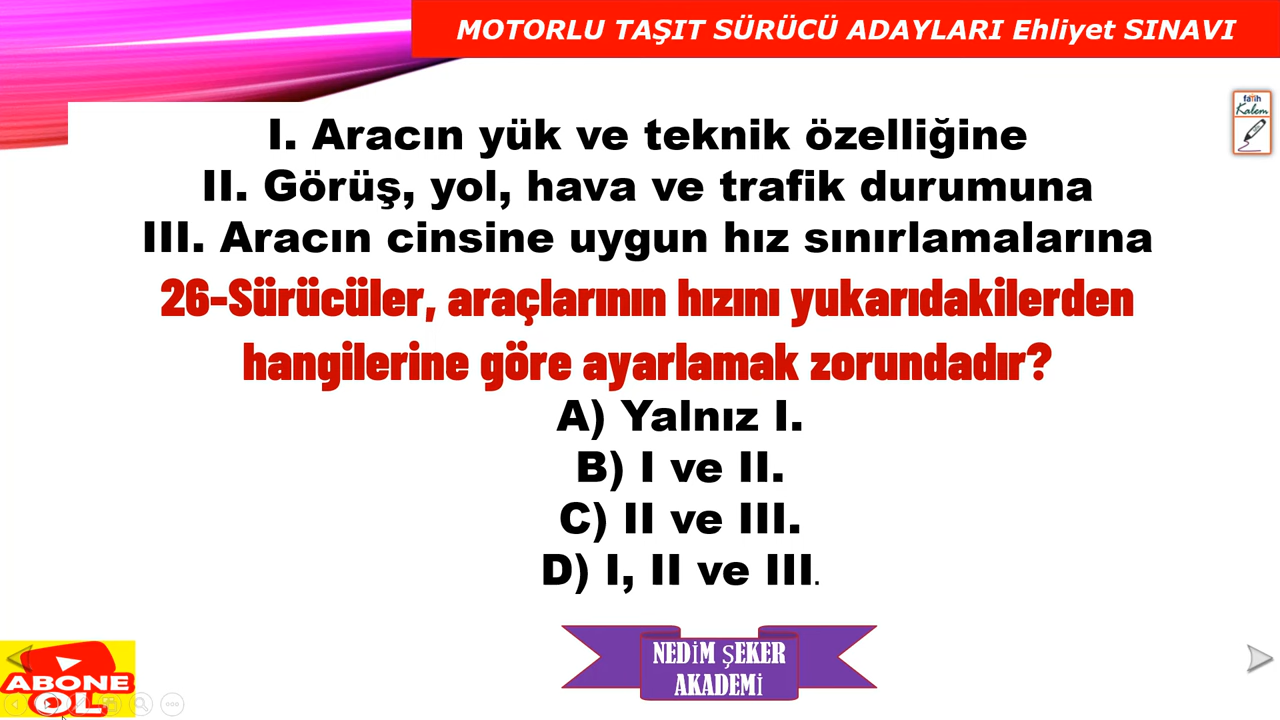 MOTORLU TAŞIT SÜRÜCÜ ADAYLARI Ehliyet SINAVI
fatih
Kalem
I. Aracın yük ve teknik özelliğine
II. Görüş, yol, hava ve trafik durumuna
III. Aracın cinsine uygun hız sınırlamalarına
26-Sürücüler, araçlarının hızını yukarıdakilerden
hangilerine göre ayarlamak zorundadır?
A) Yalnız I.
B) I ve II.
C) II ve III.
D) I, II ve III.
NEDİM ŞEKER
AKADEMİ
ABONE
OL